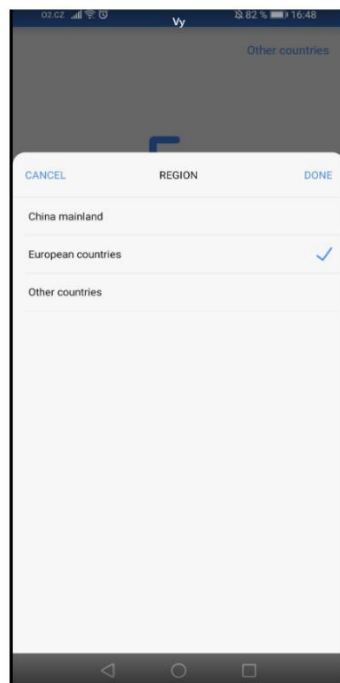 O2.CZ 82 % 16:48
Vy
Other countries
CANCEL REGION DONE
China mainland
European countries
Other countries